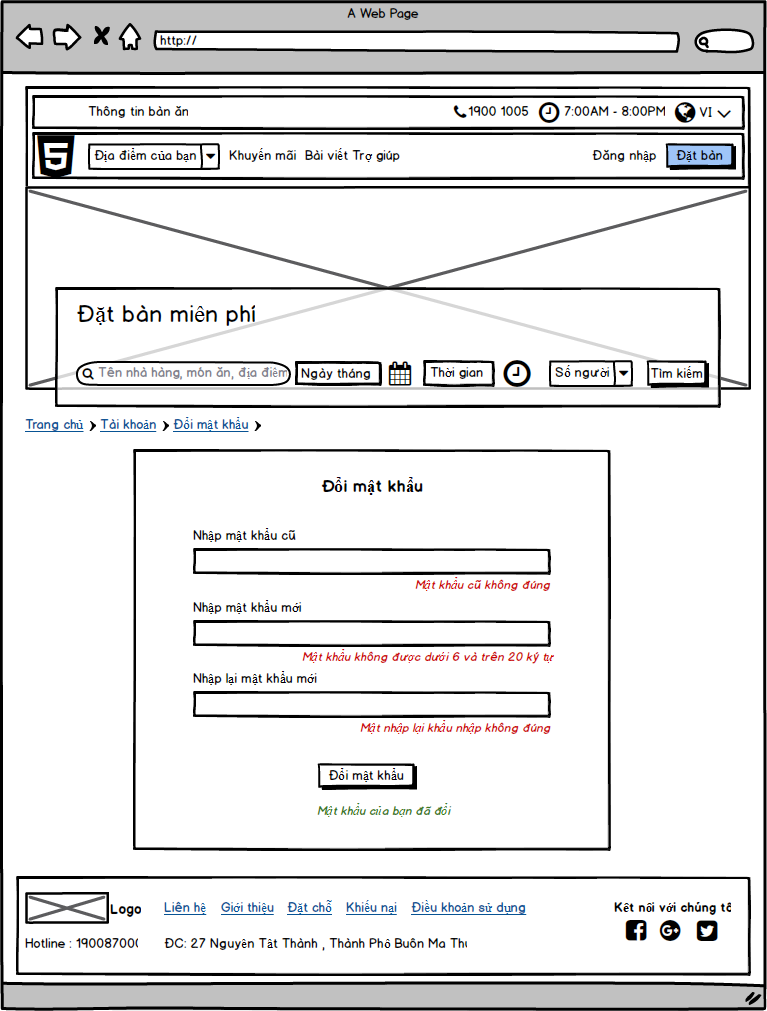 A Web Page
http://
Thông tin bàn ăn
1900 1005
7:00AM - 8:00PM
VI
Địa điểm của bạn
Khuyến mãi
Bài viết
Trợ giúp
Đăng nhập
Đặt bàn
Đặt bàn miễn phí
Tên nhà hàng, món ăn, địa điểm
Ngày tháng
Thời gian
Số người
Tìm kiếm
Trang chủ
Tài khoản
Đổi mật khẩu
Đổi mật khẩu
Nhập mật khẩu cũ
Mật khẩu cũ không đúng
Nhập mật khẩu mới
Mật khẩu không được dưới 6 và trên 20 ký tự
Nhập lại mật khẩu mới
Mật nhập lại khẩu nhập không đúng
Đổi mật khẩu
Mật khẩu của bạn đã đổi
Logo
Liên hệ
Giới thiệu
Đặt chỗ
Khiếu nại
Điều khoản sử dụng
Kết nối với chúng tô
Hotline : 190087000
ĐC: 27 Nguyễn Tất Thành , Thành Phố Buôn Ma Thu